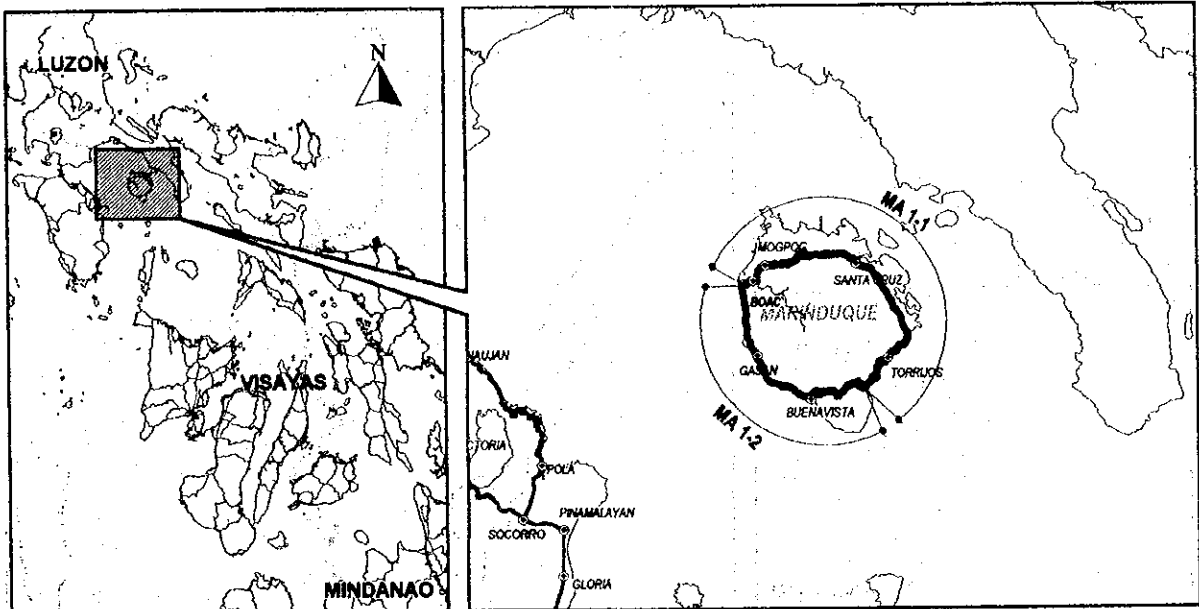 LUZON
N
VISAYAS
MINDANAO
MA 1-1
MOGPOG
SANTA CRUZ
BOAC
MARINDUQUE
GASAN
TORRIJOS
BUENAVISTA
MA 1-2
NAUJAN
CTORIA
POLA
PINAMALAYAN
SOCORRO
GLORIA